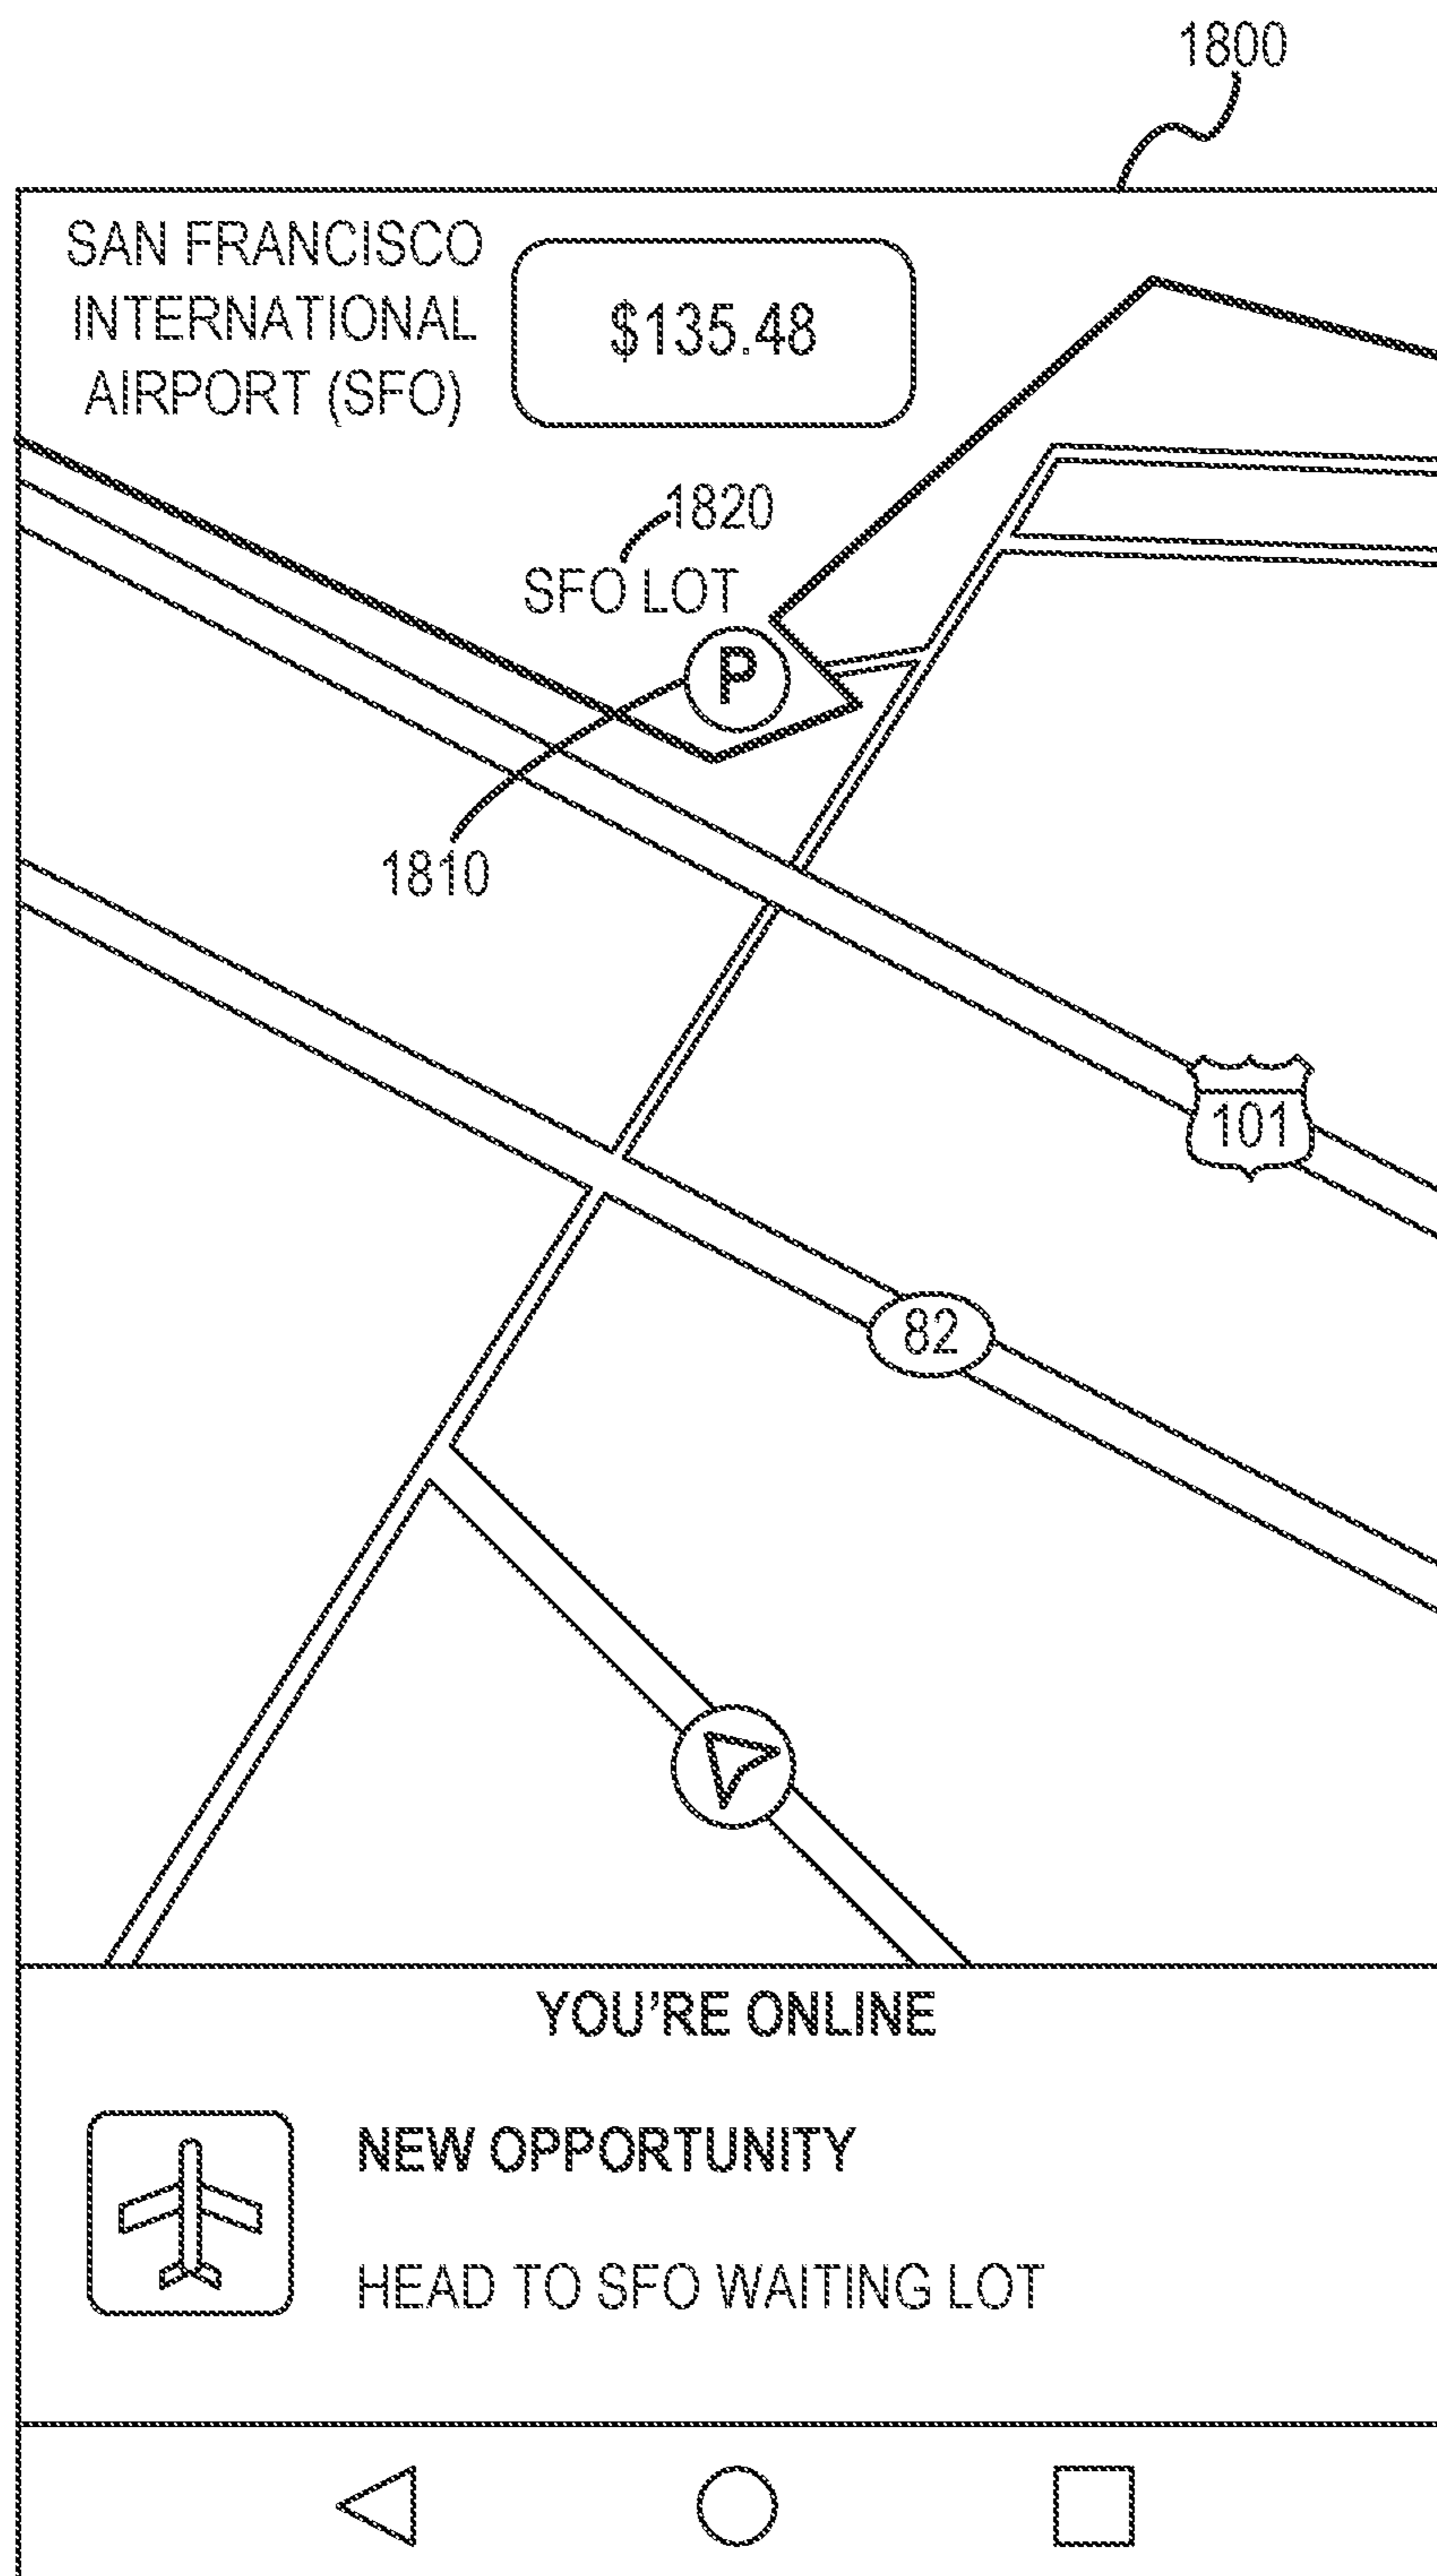 1800
SAN FRANCISCO
INTERNATIONAL
AIRPORT (SFO)
$135.48
1820
SFO LOT
P
1810
101
82
YOU'RE ONLINE
NEW OPPORTUNITY
HEAD TO SFO WAITING LOT